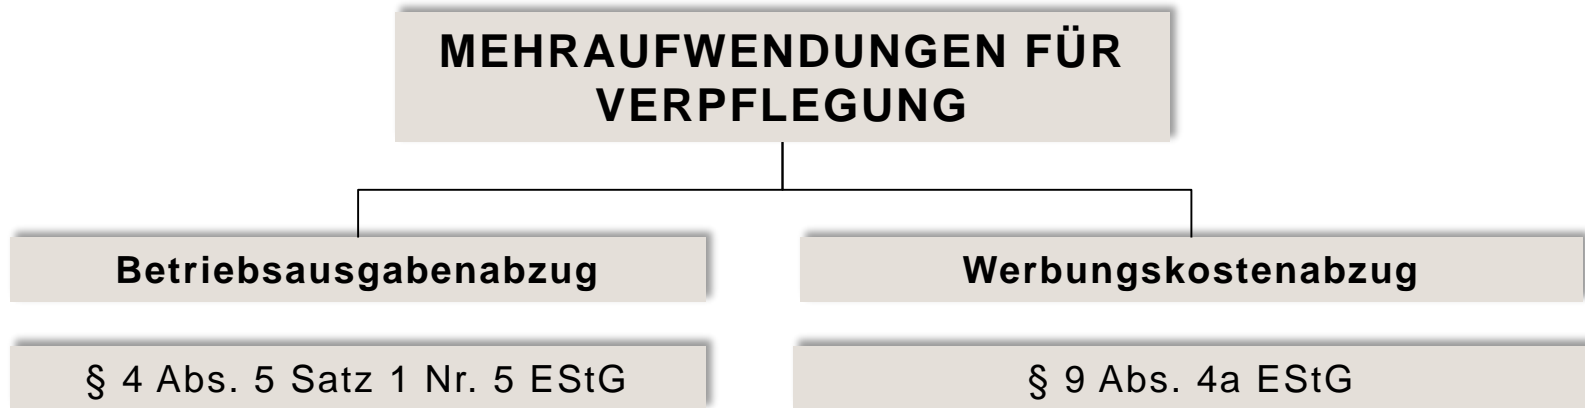 MEHRAUFWENDUNGEN FÜR
VERPFLEGUNG
Betriebsausgabenabzug
Werbungskostenabzug
§ 4 Abs. 5 Satz 1 Nr. 5 EStG
§ 9 Abs. 4a EStG